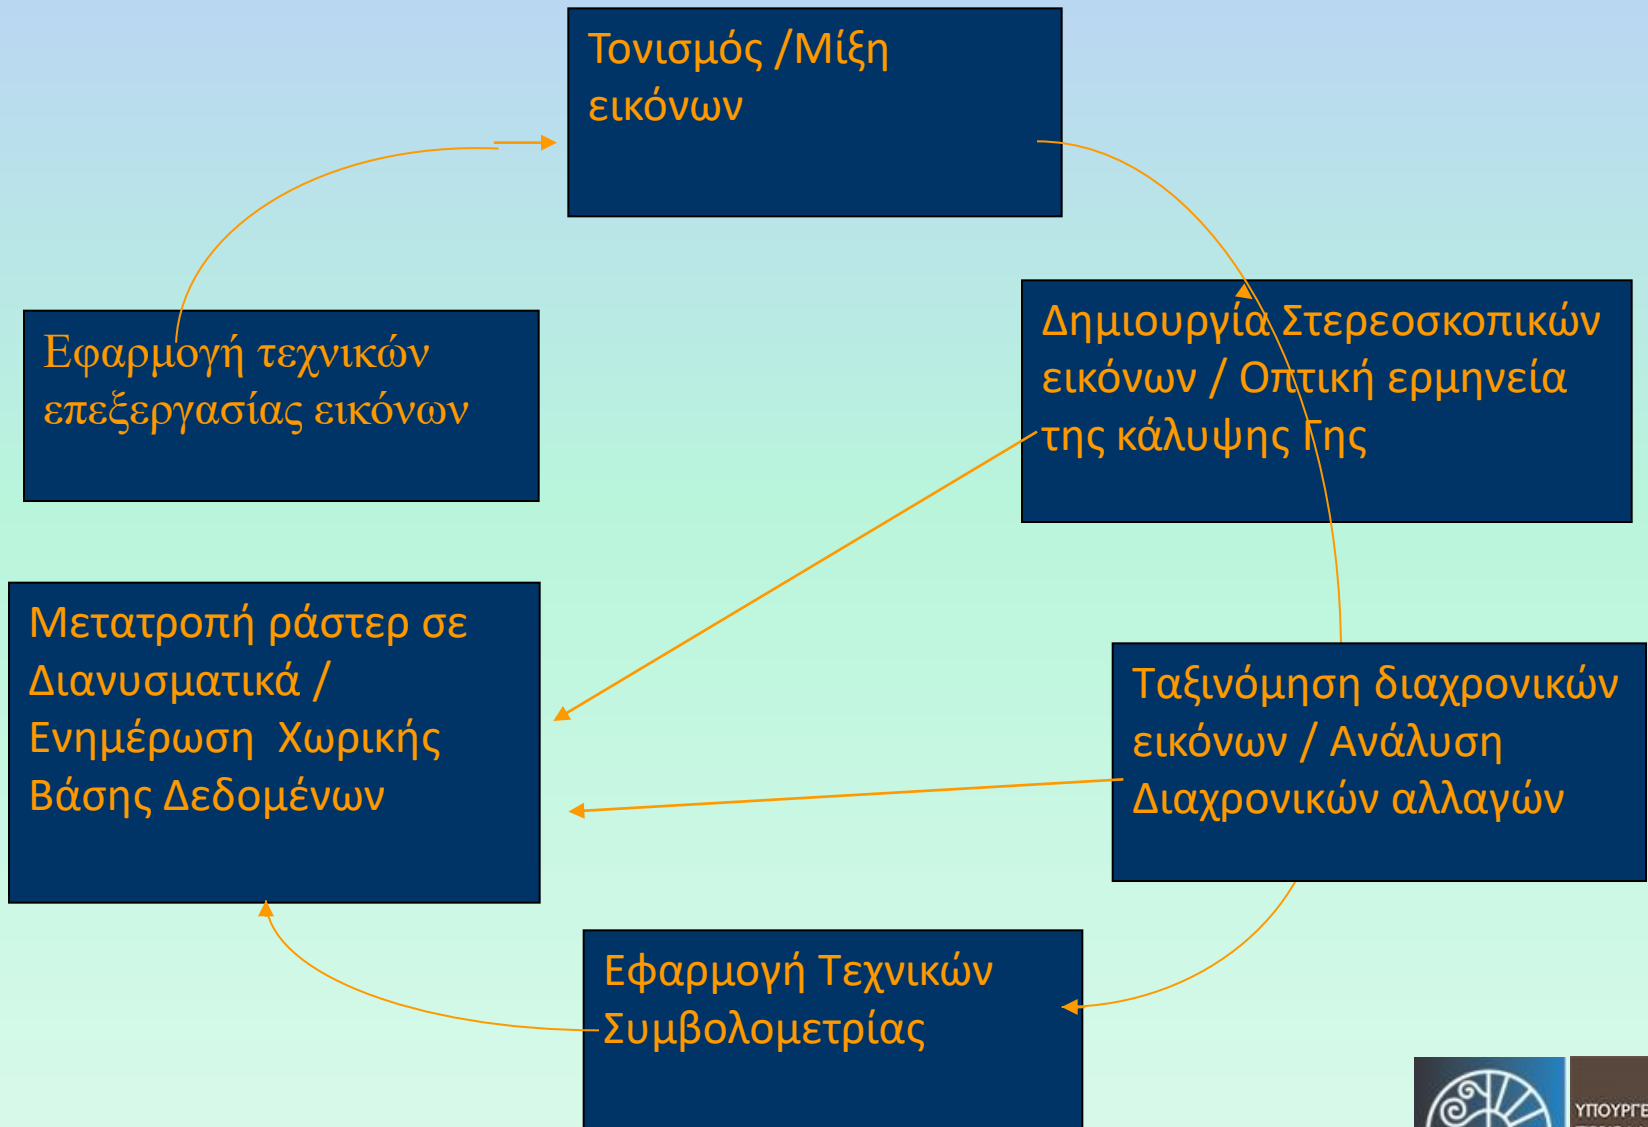 Τονισμός /Μίξη
εικόνων
Εφαρμογή τεχνικών
επεξεργασίας εικόνων
Δημιουργία Στερεοσκοπικών
εικόνων / Οπτική ερμηνεία
της κάλυψης Γης
Μετατροπή ράστερ σε
Διανυσματικά /
Ενημέρωση Χωρικής
Βάσης Δεδομένων
Ταξινόμηση διαχρονικών
εικόνων / Ανάλυση
Διαχρονικών αλλαγών
Εφαρμογή Τεχνικών
Συμβολομετρίας
ΥΠΟΥΡΓΕ